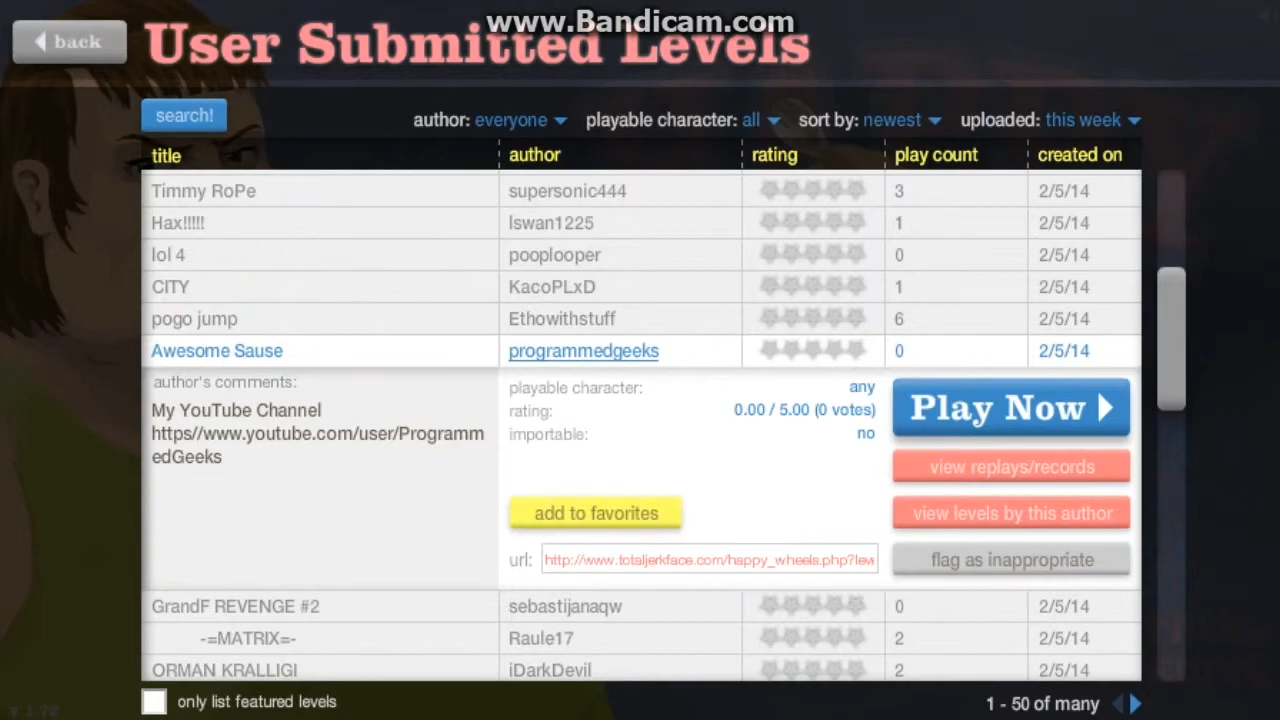 www.Bandicam.com
back
User Submitted Levels
search!
author: everyone playable character: all sort by: newest uploaded: this week
title author rating play count created on
Timmy RoPe supersonic444 3 2/5/14
Hax!!!!! lswan1225 1 2/5/14
lol 4 pooplooper 0 2/5/14
CITY KacoPLxD 1 2/5/14
pogo jump Ethowithstuff 6 2/5/14
Awesome Sause programmedgeeks 0 2/5/14
author's comments:
My YouTube Channel
https//www.youtube.com/user/Programm
edGeeks
playable character: any
rating: 0.00 / 5.00 (0 votes)
importable: no
add to favorites
url: http://www.totaljerkface.com/happy_wheels.php?lev
Play Now
view replays/records
view levels by this author
flag as inappropriate
GrandF REVENGE #2 sebastijanaqw 0 2/5/14
-=MATRIX=- Raule17 2 2/5/14
ORMAN KRALLIGI iDarkDevil 2 2/5/14
only list featured levels 1 - 50 of many